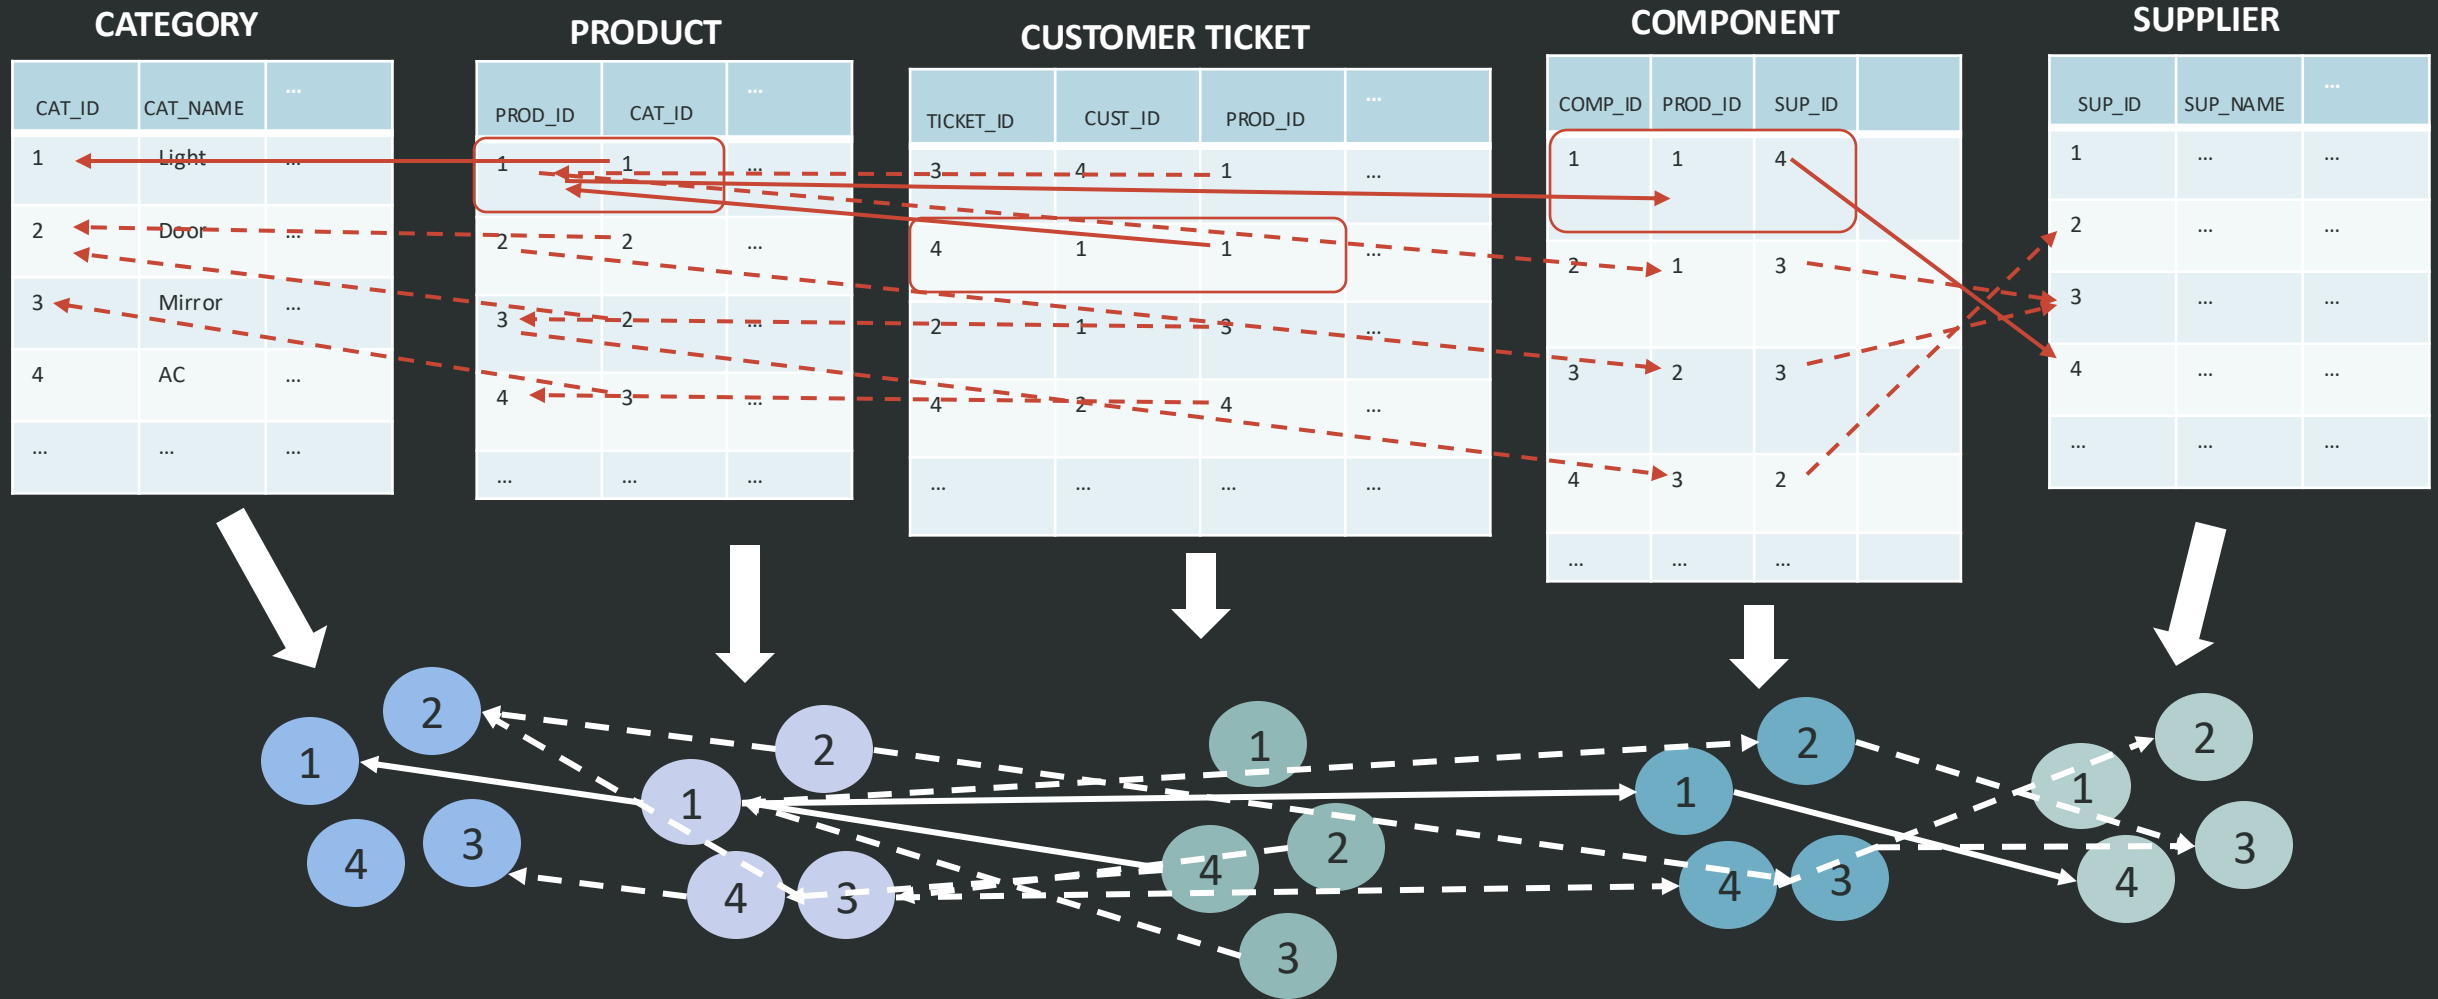 CATEGORY
CAT_ID CAT_NAME ...
1 Light ...
2 Door ...
3 Mirror ...
4 AC ...
... ... ...
PRODUCT
PROD_ID CAT_ID ...
1 1 ...
2 2 ...
3 2 ...
4 3 ...
... ... ...
CUSTOMER TICKET
TICKET_ID CUST_ID PROD_ID ...
3 4 1 ...
4 1 1 ...
2 1 3 ...
4 2 4 ...
... ... ... ...
COMPONENT
COMP_ID PROD_ID SUP_ID
1 1 4
2 1 3
3 2 3
4 3 2
... ... ...
SUPPLIER
SUP_ID SUP_NAME ...
1 ... ...
2 ... ...
3 ... ...
4 ... ...
... ... ...
1
2
3
4
2
1
4
3
1
2
4
3
2
1
4
3
2
1
3
4